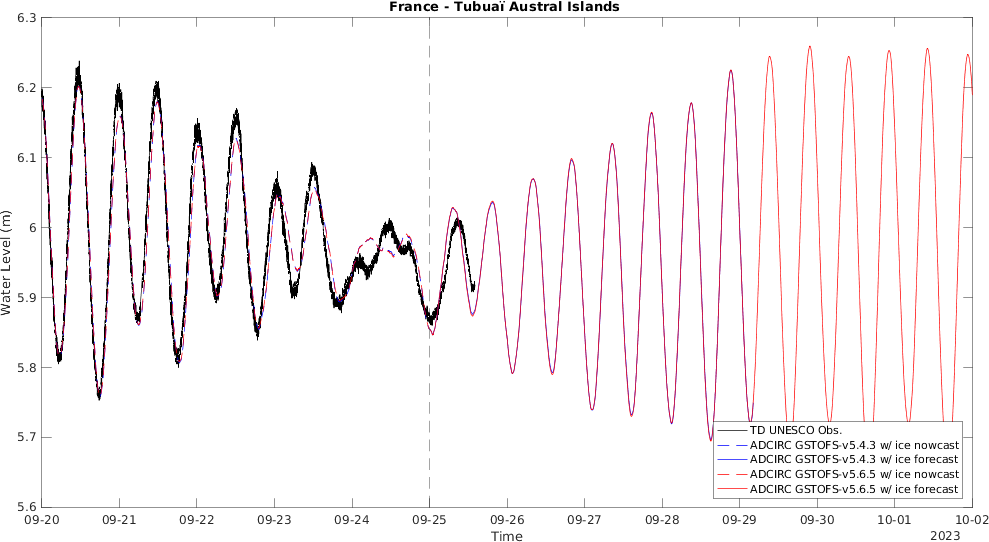 France - Tubuaï Austral Islands
Water Level (m)
6.3
6.2
6.1
6
5.9
5.8
5.7
5.6
TD UNESCO Obs.
ADCIRC GSTOFS-v5.4.3 w/ ice nowcast
ADCIRC GSTOFS-v5.4.3 w/ ice forecast
ADCIRC GSTOFS-v5.6.5 w/ ice nowcast
ADCIRC GSTOFS-v5.6.5 w/ ice forecast
09-20 09-21 09-22 09-23 09-24 09-25 09-26 09-27 09-28 09-29 09-30 10-01 10-02
Time
2023